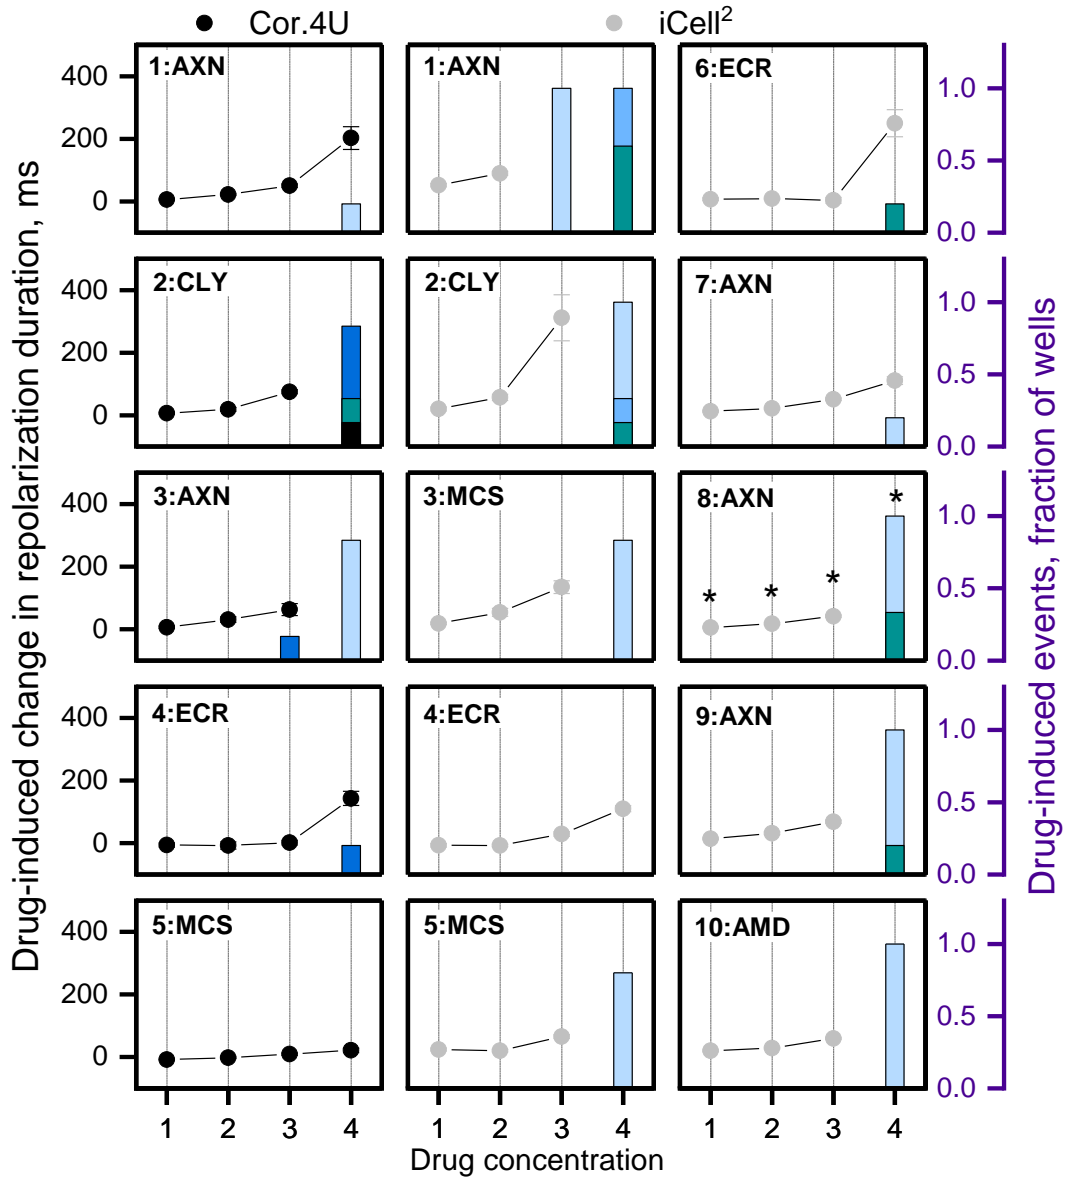 Cor.4U iCell²
Drug-induced change in repolarization duration, ms
1:AXN 1:AXN 6:ECR
400 1.0
200 0.5
0 0.0
2:CLY 2:CLY 7:AXN
400 1.0
200 0.5
0 0.0
3:AXN 3:MCS 8:AXN
* * * *
400 1.0
200 0.5
0 0.0
4:ECR 4:ECR 9:AXN
400 1.0
200 0.5
0 0.0
5:MCS 5:MCS 10:AMD
400 1.0
200 0.5
0 0.0
1 2 3 4 1 2 3 4 1 2 3 4
Drug concentration
Drug-induced events, fraction of wells